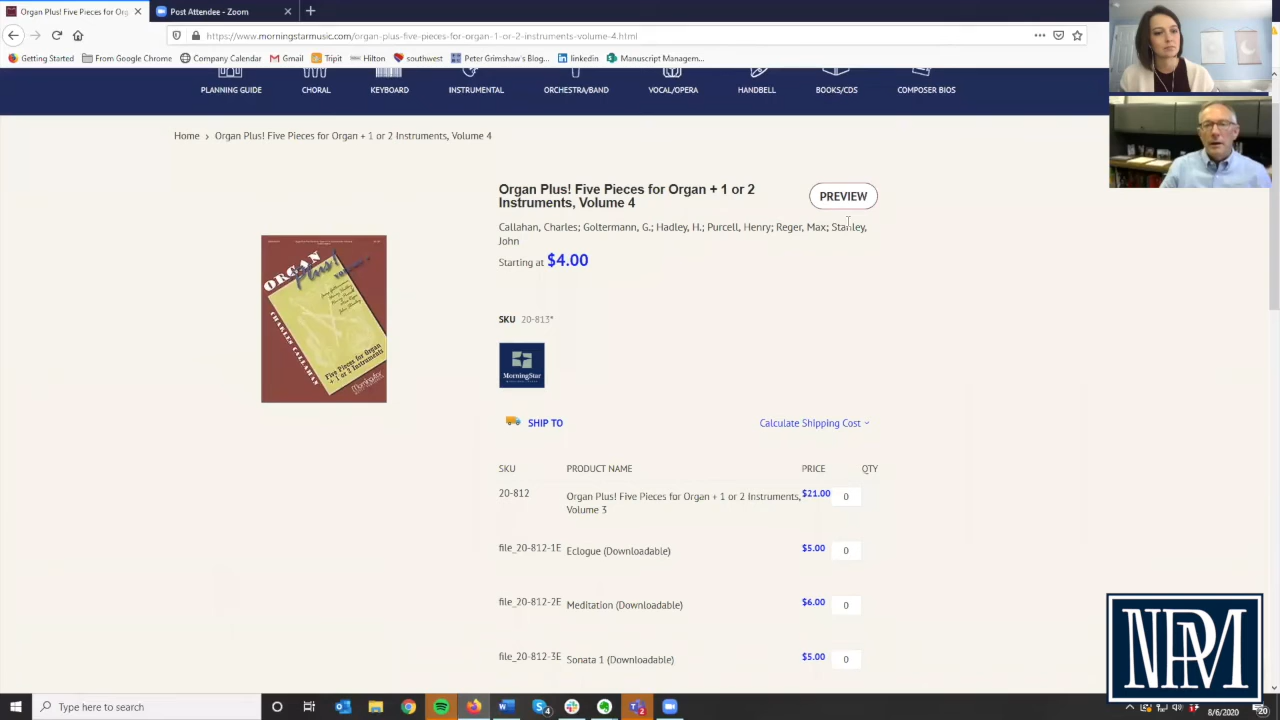 Organ Plus! Five Pieces for Org
Post Attendee - Zoom
https://www.morningstarmusic.com/organ-plus-five-pieces-for-organ-1-or-2-instruments-volume-4.html
Getting Started
From Google Chrome
Company Calendar
Gmail
Tripit
Hilton
southwest
Peter Grimshaw's Blog...
linkedin
Manuscript Managem...
PLANNING GUIDE
CHORAL
KEYBOARD
INSTRUMENTAL
ORCHESTRA/BAND
VOCAL/OPERA
HANDBELL
BOOKS/CDS
COMPOSER BIOS
Home › Organ Plus! Five Pieces for Organ + 1 or 2 Instruments, Volume 4
Organ Plus! Five Pieces for Organ + 1 or 2
Instruments, Volume 4
PREVIEW
Callahan, Charles; Goltermann, G.; Hadley, H.; Purcell, Henry; Reger, Max; Stanley,
John
Starting at $4.00
ORGAN
Plus!
CHARLES CALLAHAN
Five Pieces for Organ
+ 1 or 2 Instruments
SKU 20-813*
MorningStar
SHIP TO
Calculate Shipping Cost
SKU PRODUCT NAME PRICE QTY
20-812 Organ Plus! Five Pieces for Organ + 1 or 2 Instruments, $21.00 0
Volume 3
file_20-812-1E Eclogue (Downloadable) $5.00 0
file_20-812-2E Meditation (Downloadable) $6.00 0
file_20-812-3E Sonata 1 (Downloadable) $5.00 0
NPM
Type here to search
8/6/2020
20